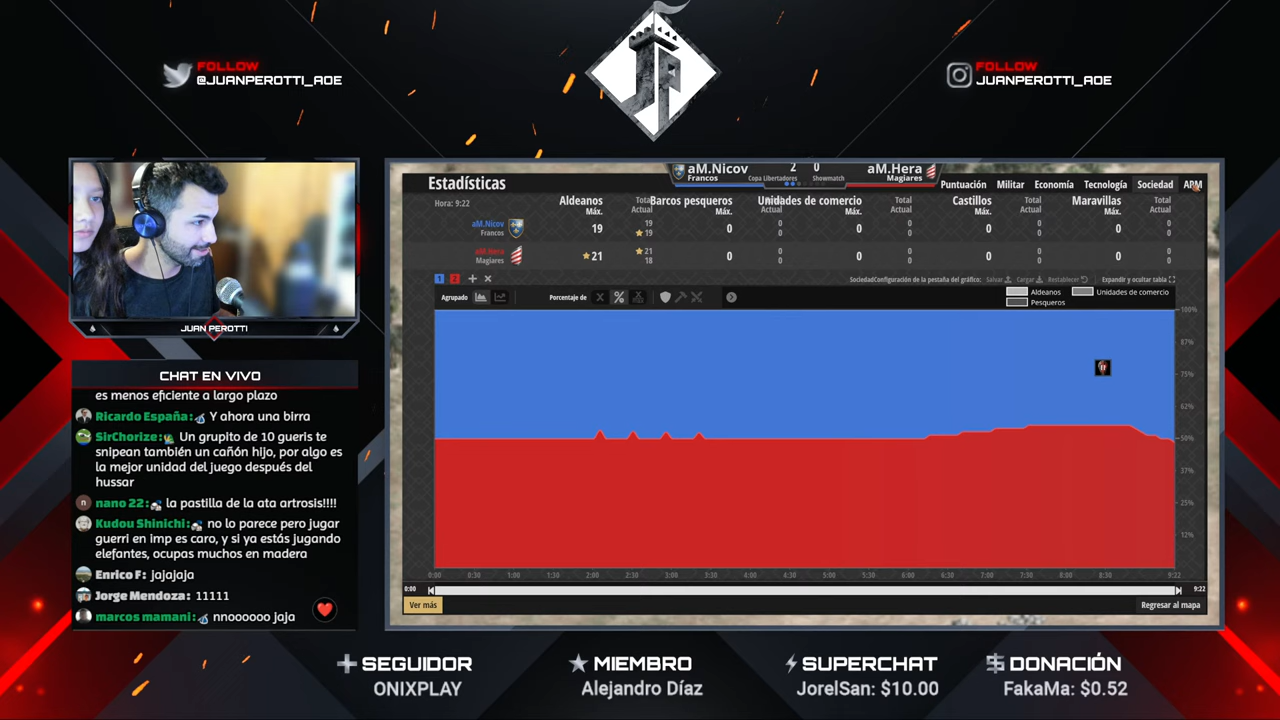 FOLLOW
@JUANPEROTTI_AOE
JP
FOLLOW
JUANPEROTTI_AOE
JUAN PEROTTI
CHAT EN VIVO
es menos eficiente a largo plazo
Ricardo España: Y ahora una birra
SirChorize: Un grupito de 10 gueris te
snipean también un cañón hijo, por algo es
la mejor unidad del juego después del
hussar
nano 22: la pastilla de la ata artrosis!!!!
Kudou Shinichi: no lo parece pero jugar
guerri en imp es caro, y si ya estás jugando
elefantes, ocupas muchos en madera
Enrico F: jajajaja
Jorge Mendoza: 11111
marcos mamani: nnoooooo jaja
aM.Nicov 2 0 aM.Hera
Francos Copa Libertadores Showmatch Magiares
Estadísticas
Puntuación Militar Economía Tecnología Sociedad APM
Hora: 9:22
Aldeanos Máx. Total Actual Barcos pesqueros Máx. Actual Unidades de comercio Máx. Total Actual Castillos Máx. Total Actual Maravillas Máx. Total Actual
aM.Nicov Francos 19 19 19 0 0 0 0 0 0 0 0 0 0 0 0
aM.Hera Magiares 21 21 18 0 0 0 0 0 0 0 0 0 0 0 0
1 2
Sociedad Configuración de la pestaña del gráfico: Salvar Cargar Restablecer Expandir y ocultar tabla
Agrupado Porcentaje de %
Aldeanos Unidades de comercio
Pesqueros
100%
87%
75%
62%
50%
37%
25%
12%
0:00 0:30 1:00 1:30 2:00 2:30 3:00 3:30 4:00 4:30 5:00 5:30 6:00 6:30 7:00 7:30 8:00 8:30 9:22
0:00 9:22
Ver más Regresar al mapa
SEGUIDOR
ONIXPLAY
MIEMBRO
Alejandro Díaz
SUPERCHAT
JorelSan: $10.00
DONACIÓN
FakaMa: $0.52